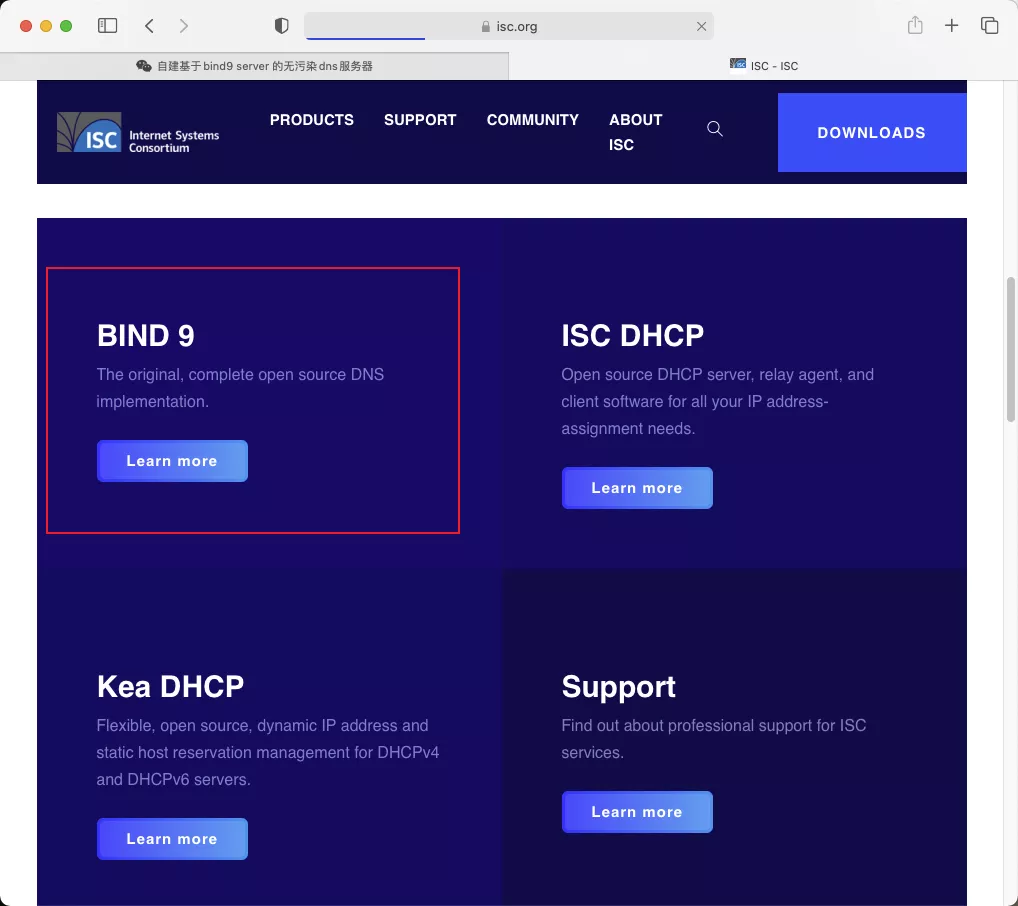 isc.org
自建基于bind9 server 的无污染dns服务器
ISC - ISC
ISC
Internet Systems
Consortium
PRODUCTS
SUPPORT
COMMUNITY
ABOUT
ISC
DOWNLOADS
BIND 9
The original, complete open source DNS
implementation.
Learn more
ISC DHCP
Open source DHCP server, relay agent, and
client software for all your IP address-
assignment needs.
Learn more
Kea DHCP
Flexible, open source, dynamic IP address and
static host reservation management for DHCPv4
and DHCPv6 servers.
Learn more
Support
Find out about professional support for ISC
services.
Learn more